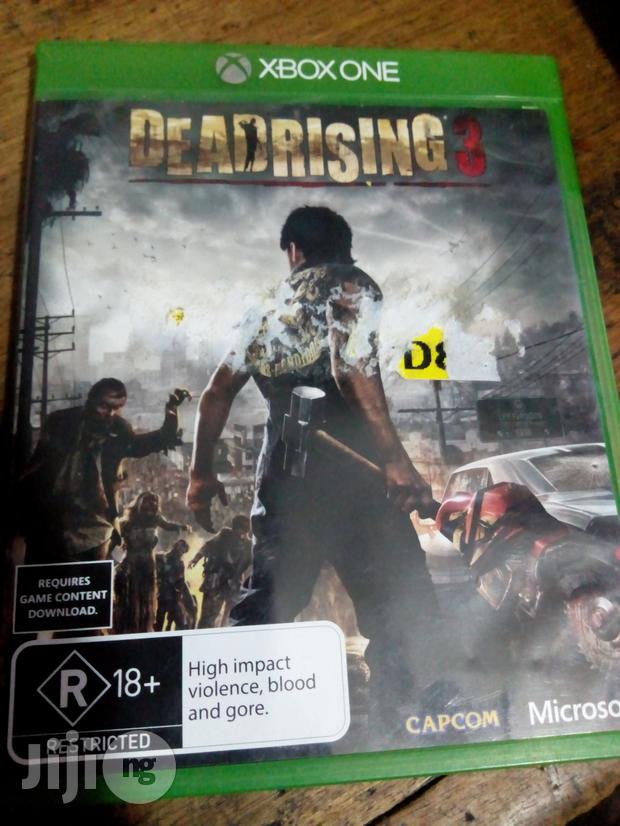 XBOX ONE
DEADRISING 3
REQUIRES
GAME CONTENT
DOWNLOAD.
R 18+
High impact
violence, blood
and gore.
RESTRICTED
CAPCOM
Microso
Jiji
ng